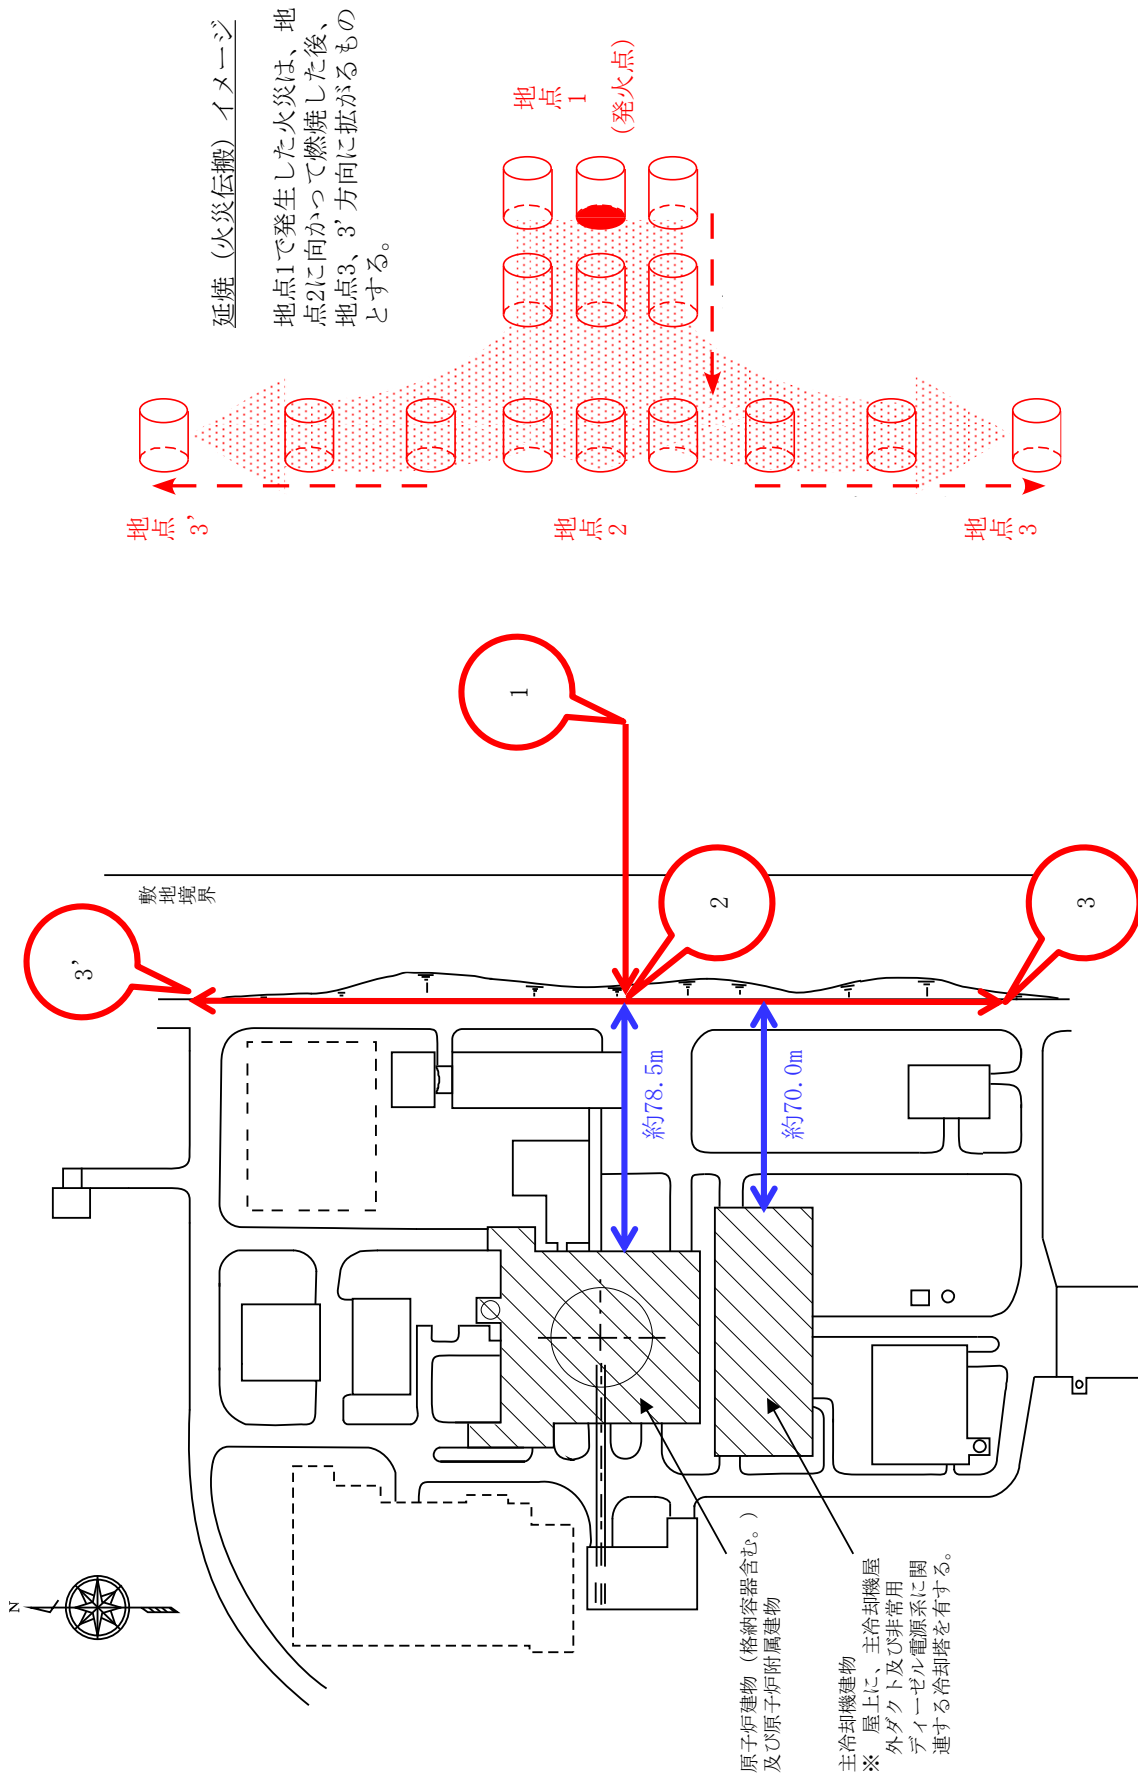 延焼（火災伝搬）イメージ
地点1で発生した火災は、地
点2に向かって燃焼した後、
地点3、3’方向に拡がるもの
とする。
地点
1
(発火点)
地点
3’
地点
2
地点
3
1
3’
敷地境界
2
3
約78.5m
約70.0m
N
原子炉建物（格納容器含む。）
及び原子炉附属建物
主冷却機建物
※　屋上に、主冷却機屋
外ダクト及び非常用
ディーゼル電源系に関
連する冷却塔を有する。